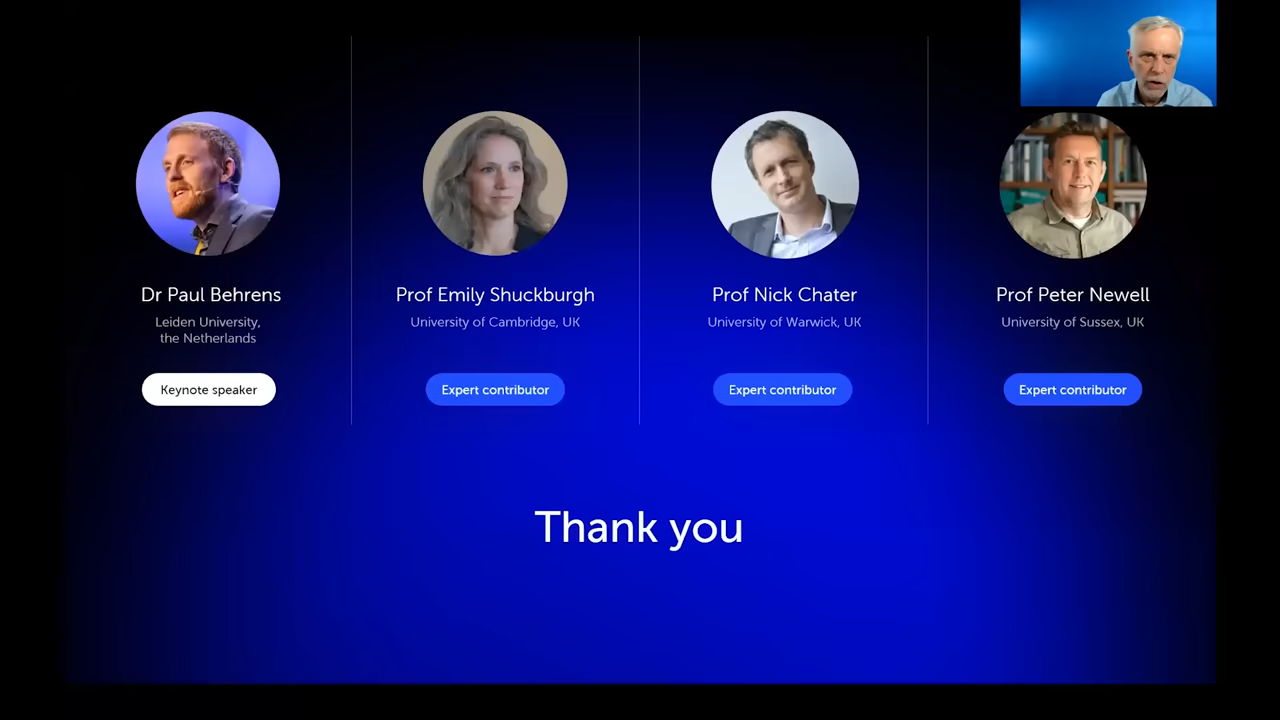 Dr Paul Behrens
Leiden University,
the Netherlands
Keynote speaker
Prof Emily Shuckburgh
University of Cambridge, UK
Expert contributor
Prof Nick Chater
University of Warwick, UK
Expert contributor
Prof Peter Newell
University of Sussex, UK
Expert contributor
Thank you